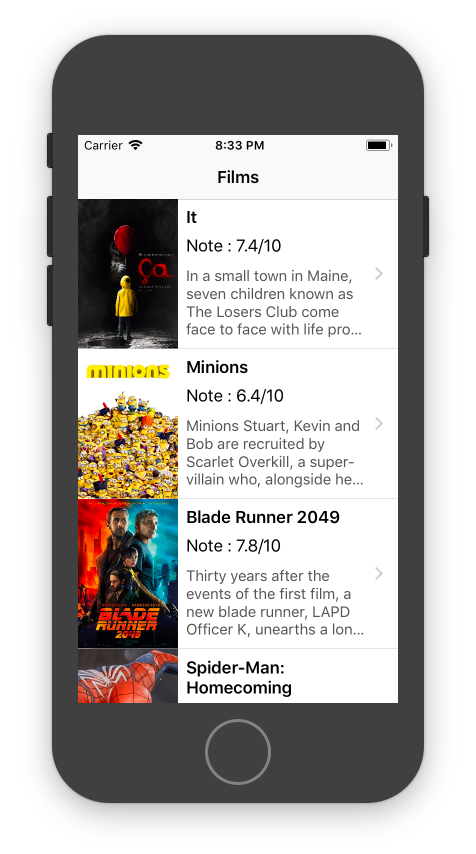 Carrier 8:33 PM
Films
It
Note : 7.4/10
In a small town in Maine,
seven children known as
The Losers Club come
face to face with life pro...
ça
Minions
Note : 6.4/10
Minions Stuart, Kevin and
Bob are recruited by
Scarlet Overkill, a super-
villain who, alongside he...
minions
Blade Runner 2049
Note : 7.8/10
Thirty years after the
events of the first film, a
new blade runner, LAPD
Officer K, unearths a lon...
BLADE
RUNNER
2049
Spider-Man:
Homecoming